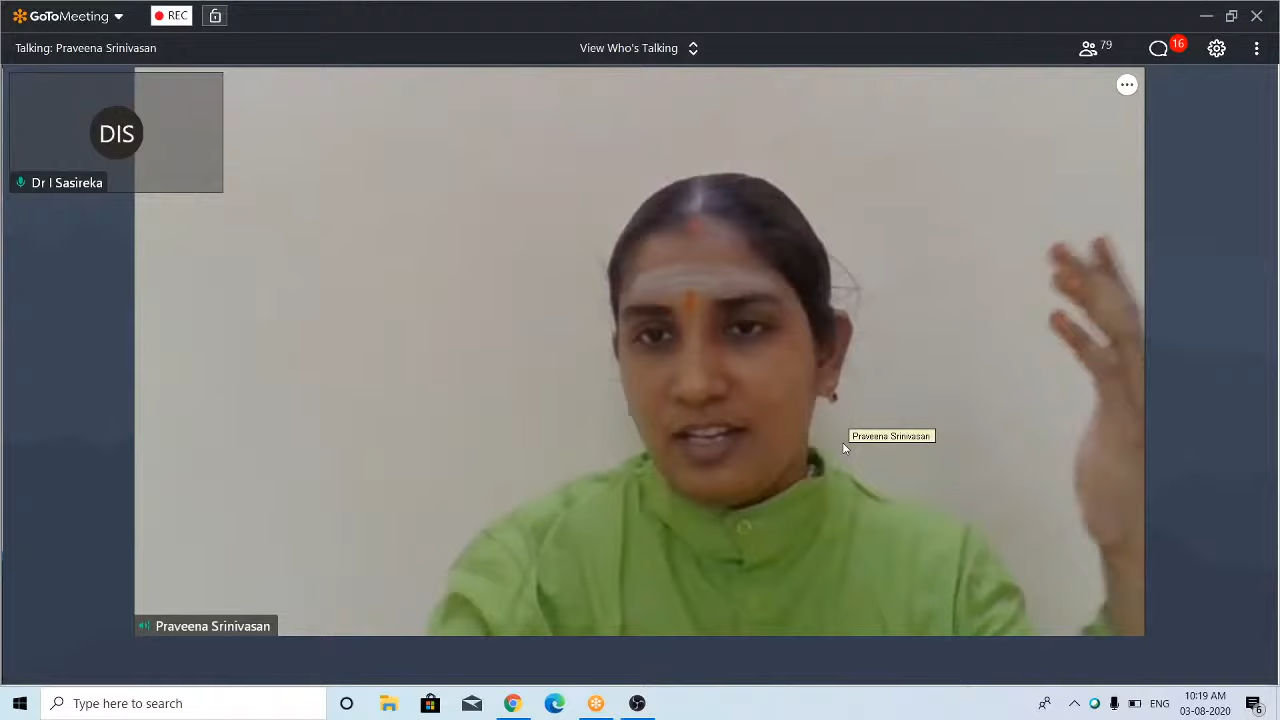 GoToMeeting
REC
Talking: Praveena Srinivasan
View Who's Talking
79
16
DIS
Dr I Sasireka
Praveena Srinivasan
Praveena Srinivasan
Type here to search
ENG
10:19 AM
03-08-2020
6